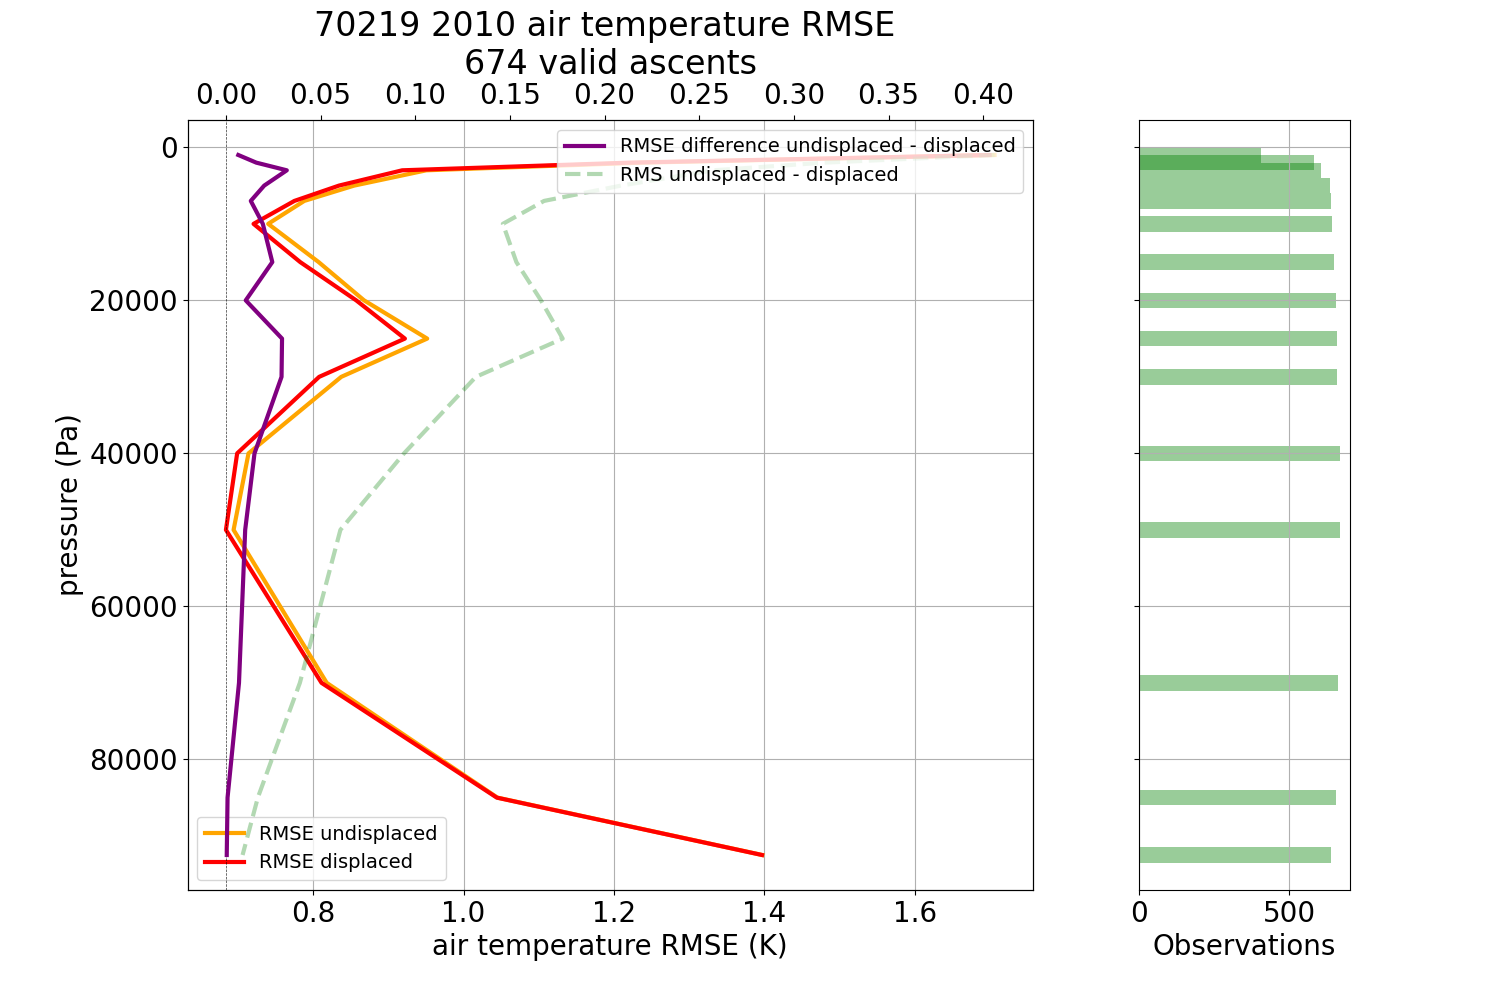 70219 2010 air temperature RMSE
674 valid ascents
0.00 0.05 0.10 0.15 0.20 0.25 0.30 0.35 0.40
RMSE difference undisplaced - displaced
RMS undisplaced - displaced
0
20000
40000
60000
80000
pressure (Pa)
RMSE undisplaced
RMSE displaced
0.8 1.0 1.2 1.4 1.6
air temperature RMSE (K)
0 500
Observations